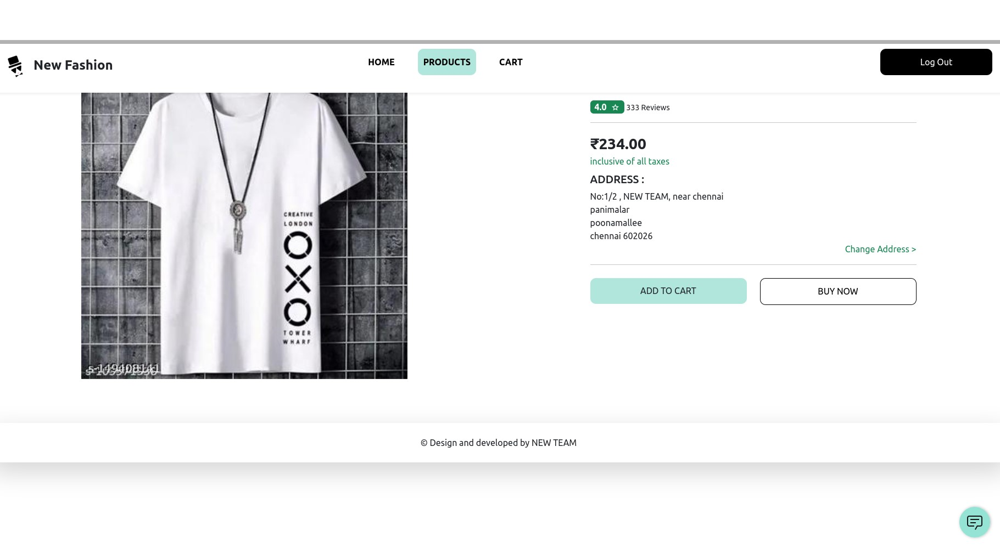 New Fashion
HOME
PRODUCTS
CART
Log Out
4.0
333 Reviews
₹234.00
inclusive of all taxes
ADDRESS :
No:1/2 , NEW TEAM, near chennai
panimalar
poonamallee
chennai 602026
Change Address >
ADD TO CART
BUY NOW
CREATIVE
LONDON
OXO
TOWER
WHARF
s-149408141
© Design and developed by NEW TEAM